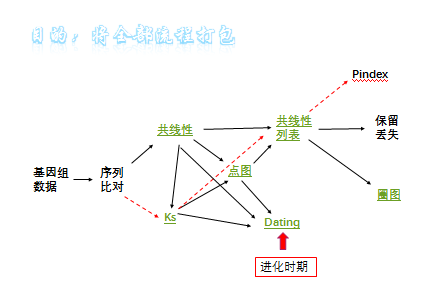 目的：将全部流程打包
Pindex
共线性
共线性
列表
保留
丢失
基因组
数据
序列
比对
点图
圈图
Ks
Dating
进化时期